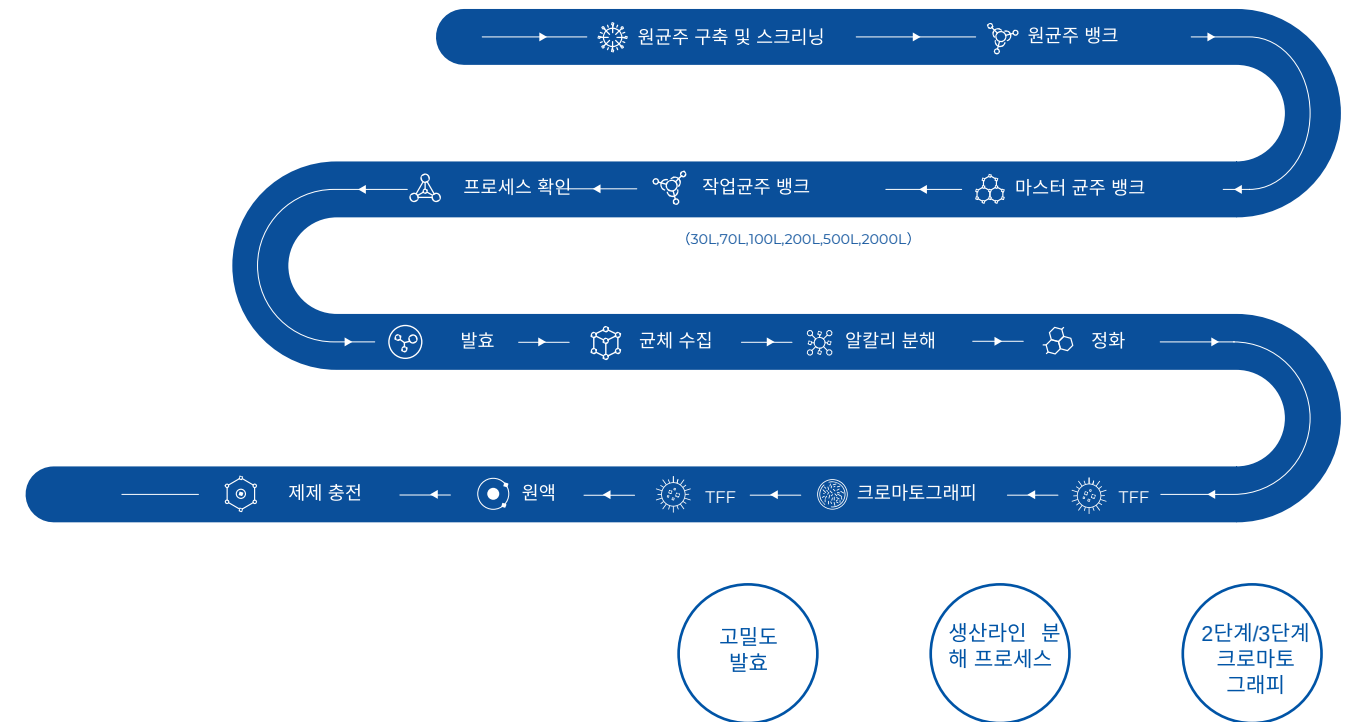 원균주 구축 및 스크리닝
원균주 뱅크
마스터 균주 뱅크
작업균주 뱅크
프로세스 확인
(30L,70L,100L,200L,500L,2000L)
발효
균체 수집
알칼리 분해
정화
TFF
크로마토그래피
TFF
원액
제제 충전
고밀도
발효
생산라인 분
해 프로세스
2단계/3단계
크로마토
그래피